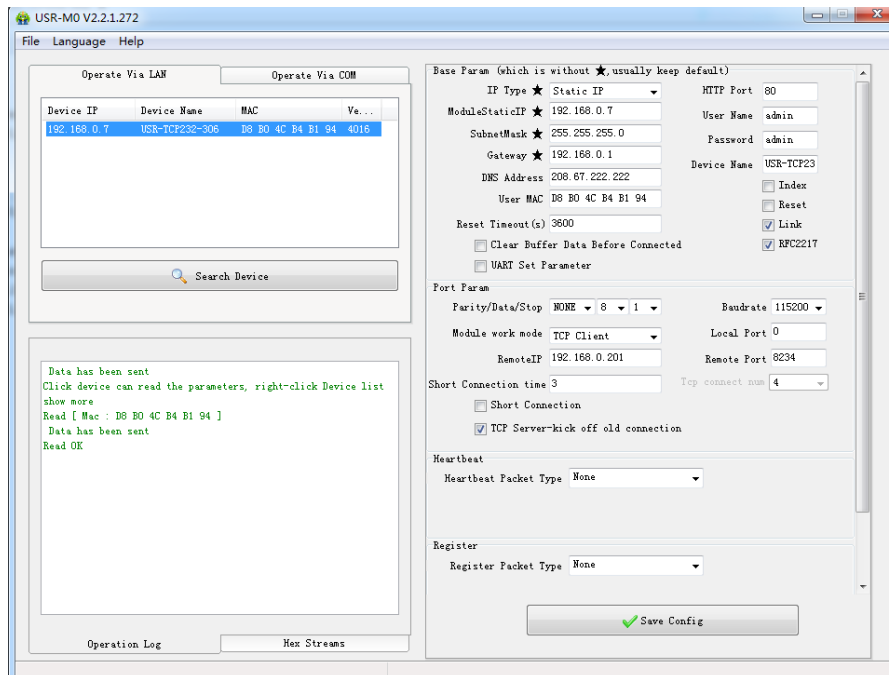 USR-M0 V2.2.1.272
File Language Help
Operate Via LAN
Operate Via COM
Device IP Device Name MAC Ve...
192.168.0.7 USR-TCP232-306 D8 B0 4C B4 B1 94 4016
Search Device
Data has been sent
Click device can read the parameters, right-click Device list
show more
Read [ Mac : D8 B0 4C B4 B1 94 ]
Data has been sent
Read OK
Operation Log
Hex Streams
Base Param (which is without ★,usually keep default)
IP Type ★ Static IP
HTTP Port 80
ModuleStaticIP ★ 192.168.0.7
User Name admin
SubnetMask ★ 255.255.255.0
Password admin
Gateway ★ 192.168.0.1
Device Name USR-TCP23
DNS Address 208.67.222.222
Index
User MAC D8 B0 4C B4 B1 94
Reset
Reset Timeout(s) 3600
Link
Clear Buffer Data Before Connected
RFC2217
UART Set Parameter
Port Param
Parity/Data/Stop NONE 8 1
Baudrate 115200
Module work mode TCP Client
Local Port 0
RemoteIP 192.168.0.201
Remote Port 8234
Short Connection time 3
Tcp connect num 4
Short Connection
TCP Server-kick off old connection
Heartbeat
Heartbeat Packet Type None
Register
Register Packet Type None
Save Config